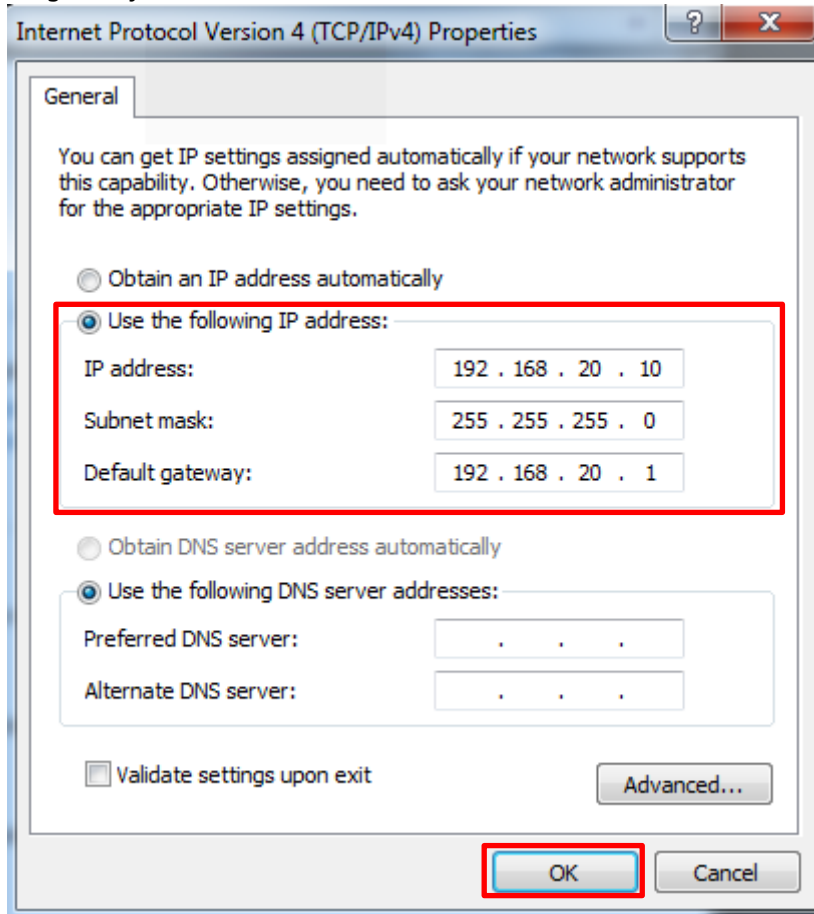 Internet Protocol Version 4 (TCP/IPv4) Properties
?
X
General
You can get IP settings assigned automatically if your network supports
this capability. Otherwise, you need to ask your network administrator
for the appropriate IP settings.
Obtain an IP address automatically
Use the following IP address:
IP address: 192 . 168 . 20 . 10
Subnet mask: 255 . 255 . 255 . 0
Default gateway: 192 . 168 . 20 . 1
Obtain DNS server address automatically
Use the following DNS server addresses:
Preferred DNS server: . . .
Alternate DNS server: . . .
Validate settings upon exit
Advanced...
OK Cancel